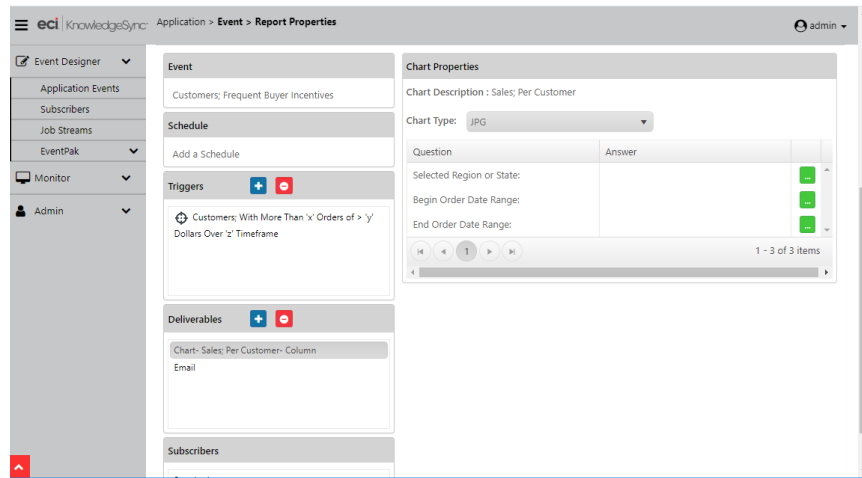 eci KnowledgeSync
Application > Event > Report Properties
admin
Event Designer
Application Events
Subscribers
Job Streams
EventPak
Monitor
Admin
Event
Customers; Frequent Buyer Incentives
Schedule
Add a Schedule
Triggers
Customers; With More Than 'x' Orders of > 'y'
Dollars Over 'z' Timeframe
Deliverables
Chart- Sales; Per Customer- Column
Email
Subscribers
Chart Properties
Chart Description : Sales; Per Customer
Chart Type: JPG
Question Answer
Selected Region or State: ...
Begin Order Date Range: ...
End Order Date Range: ...
1 1 - 3 of 3 items